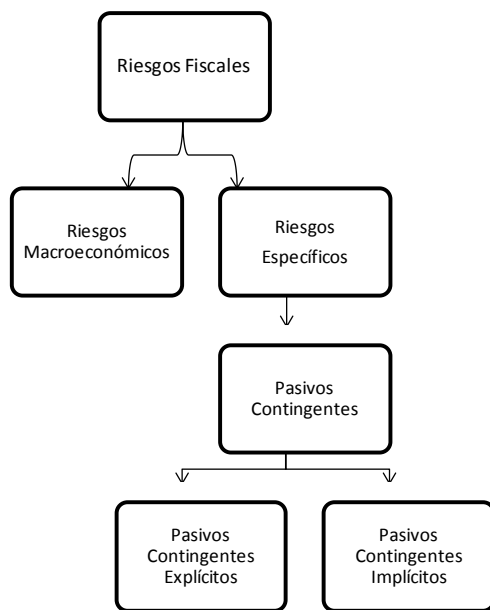 Riesgos Fiscales
Riesgos
Macroeconómicos
Riesgos
Específicos
Pasivos
Contingentes
Pasivos
Contingentes
Explícitos
Pasivos
Contingentes
Implícitos